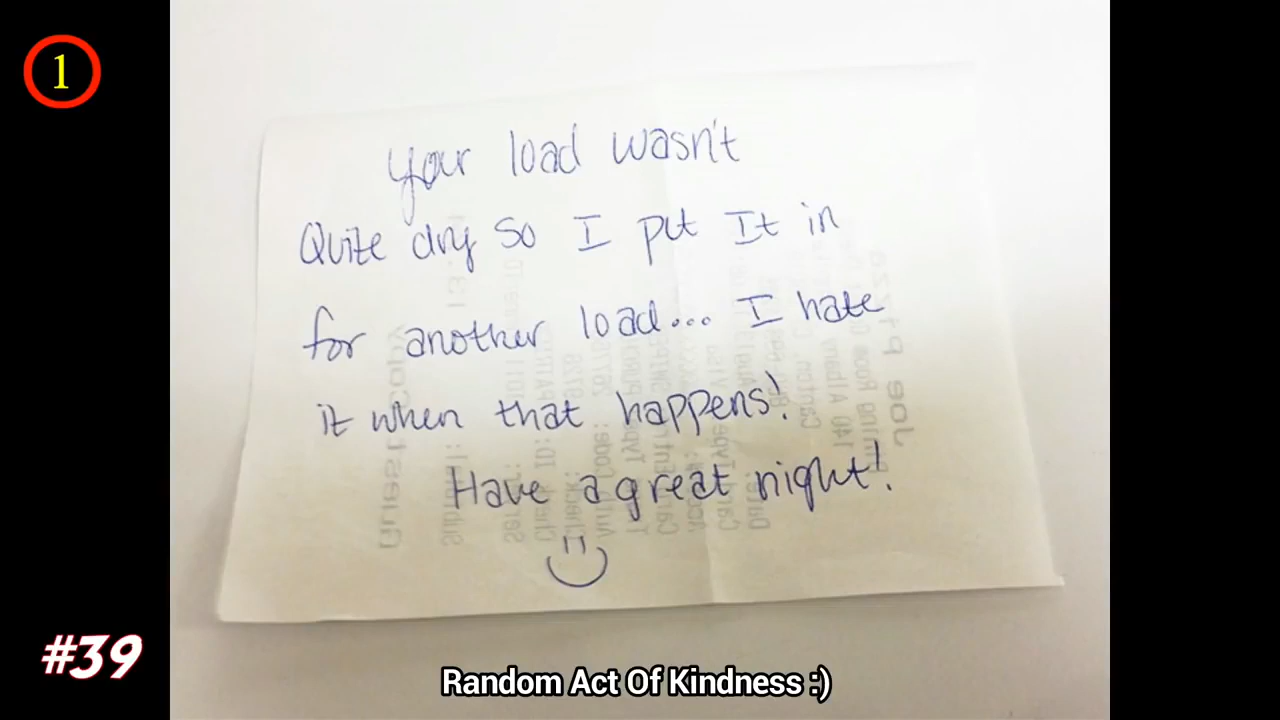 1
your load wasn't
Quite dry so I put It in
for another load... I hate
it when that happens!
Have a great night!
#39
Random Act Of Kindness :)